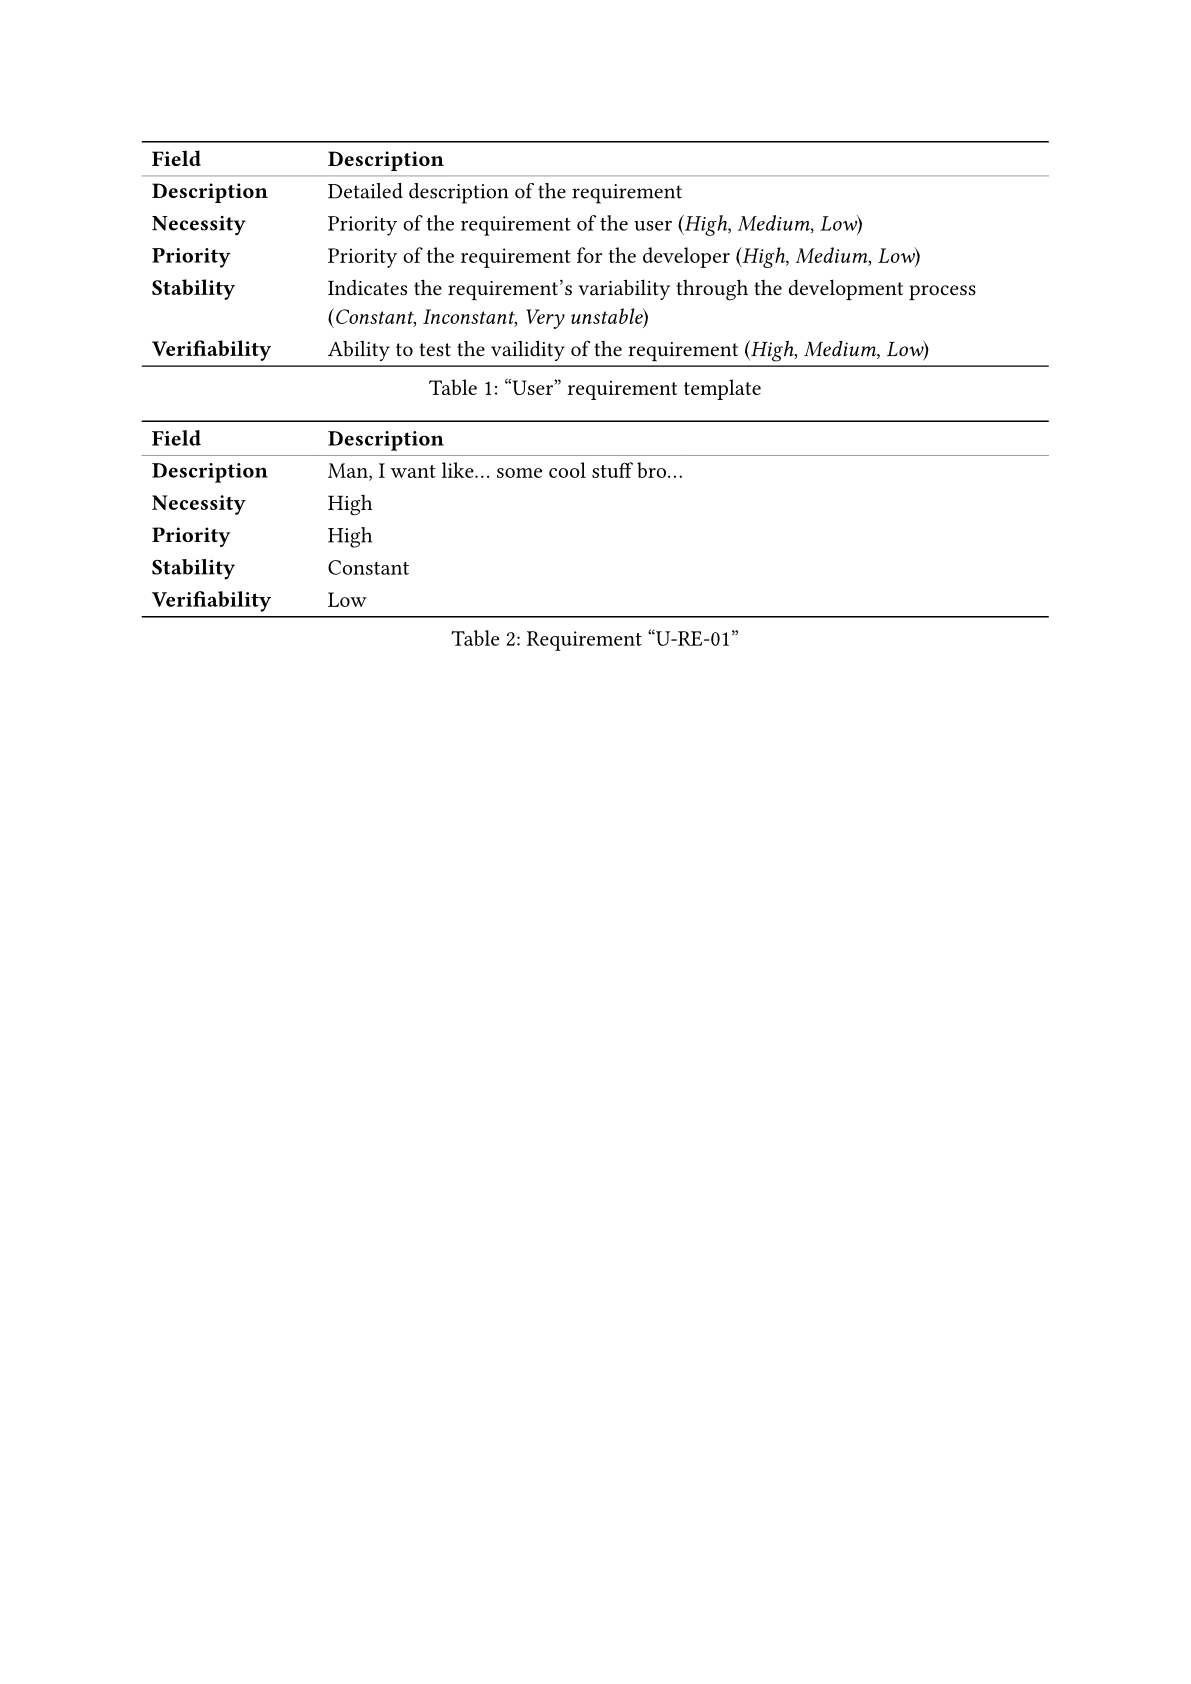 Field Description
Description Detailed description of the requirement
Necessity Priority of the requirement of the user (High, Medium, Low)
Priority Priority of the requirement for the developer (High, Medium, Low)
Stability Indicates the requirement’s variability through the development process
(Constant, Inconstant, Very unstable)
Verifiability Ability to test the vailidity of the requirement (High, Medium, Low)
Table 1: “User” requirement template
Field Description
Description Man, I want like… some cool stuff bro…
Necessity High
Priority High
Stability Constant
Verifiability Low
Table 2: Requirement “U-RE-01”